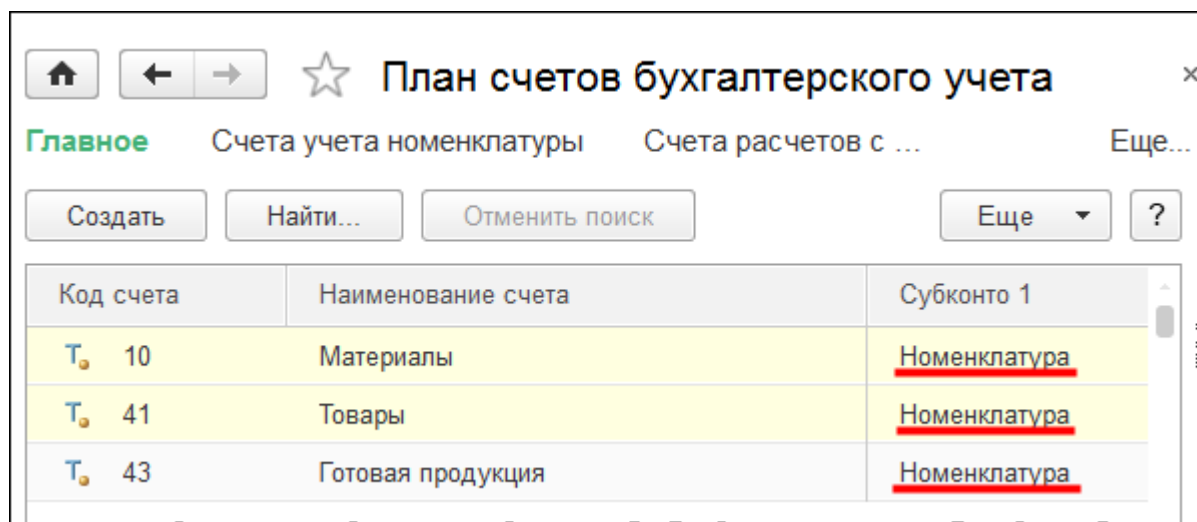 План счетов бухгалтерского учета
Главное Счета учета номенклатуры Счета расчетов с ... Еще...
Создать Найти... Отменить поиск Еще ?
Код счета Наименование счета Субконто 1
10 Материалы Номенклатура
41 Товары Номенклатура
43 Готовая продукция Номенклатура